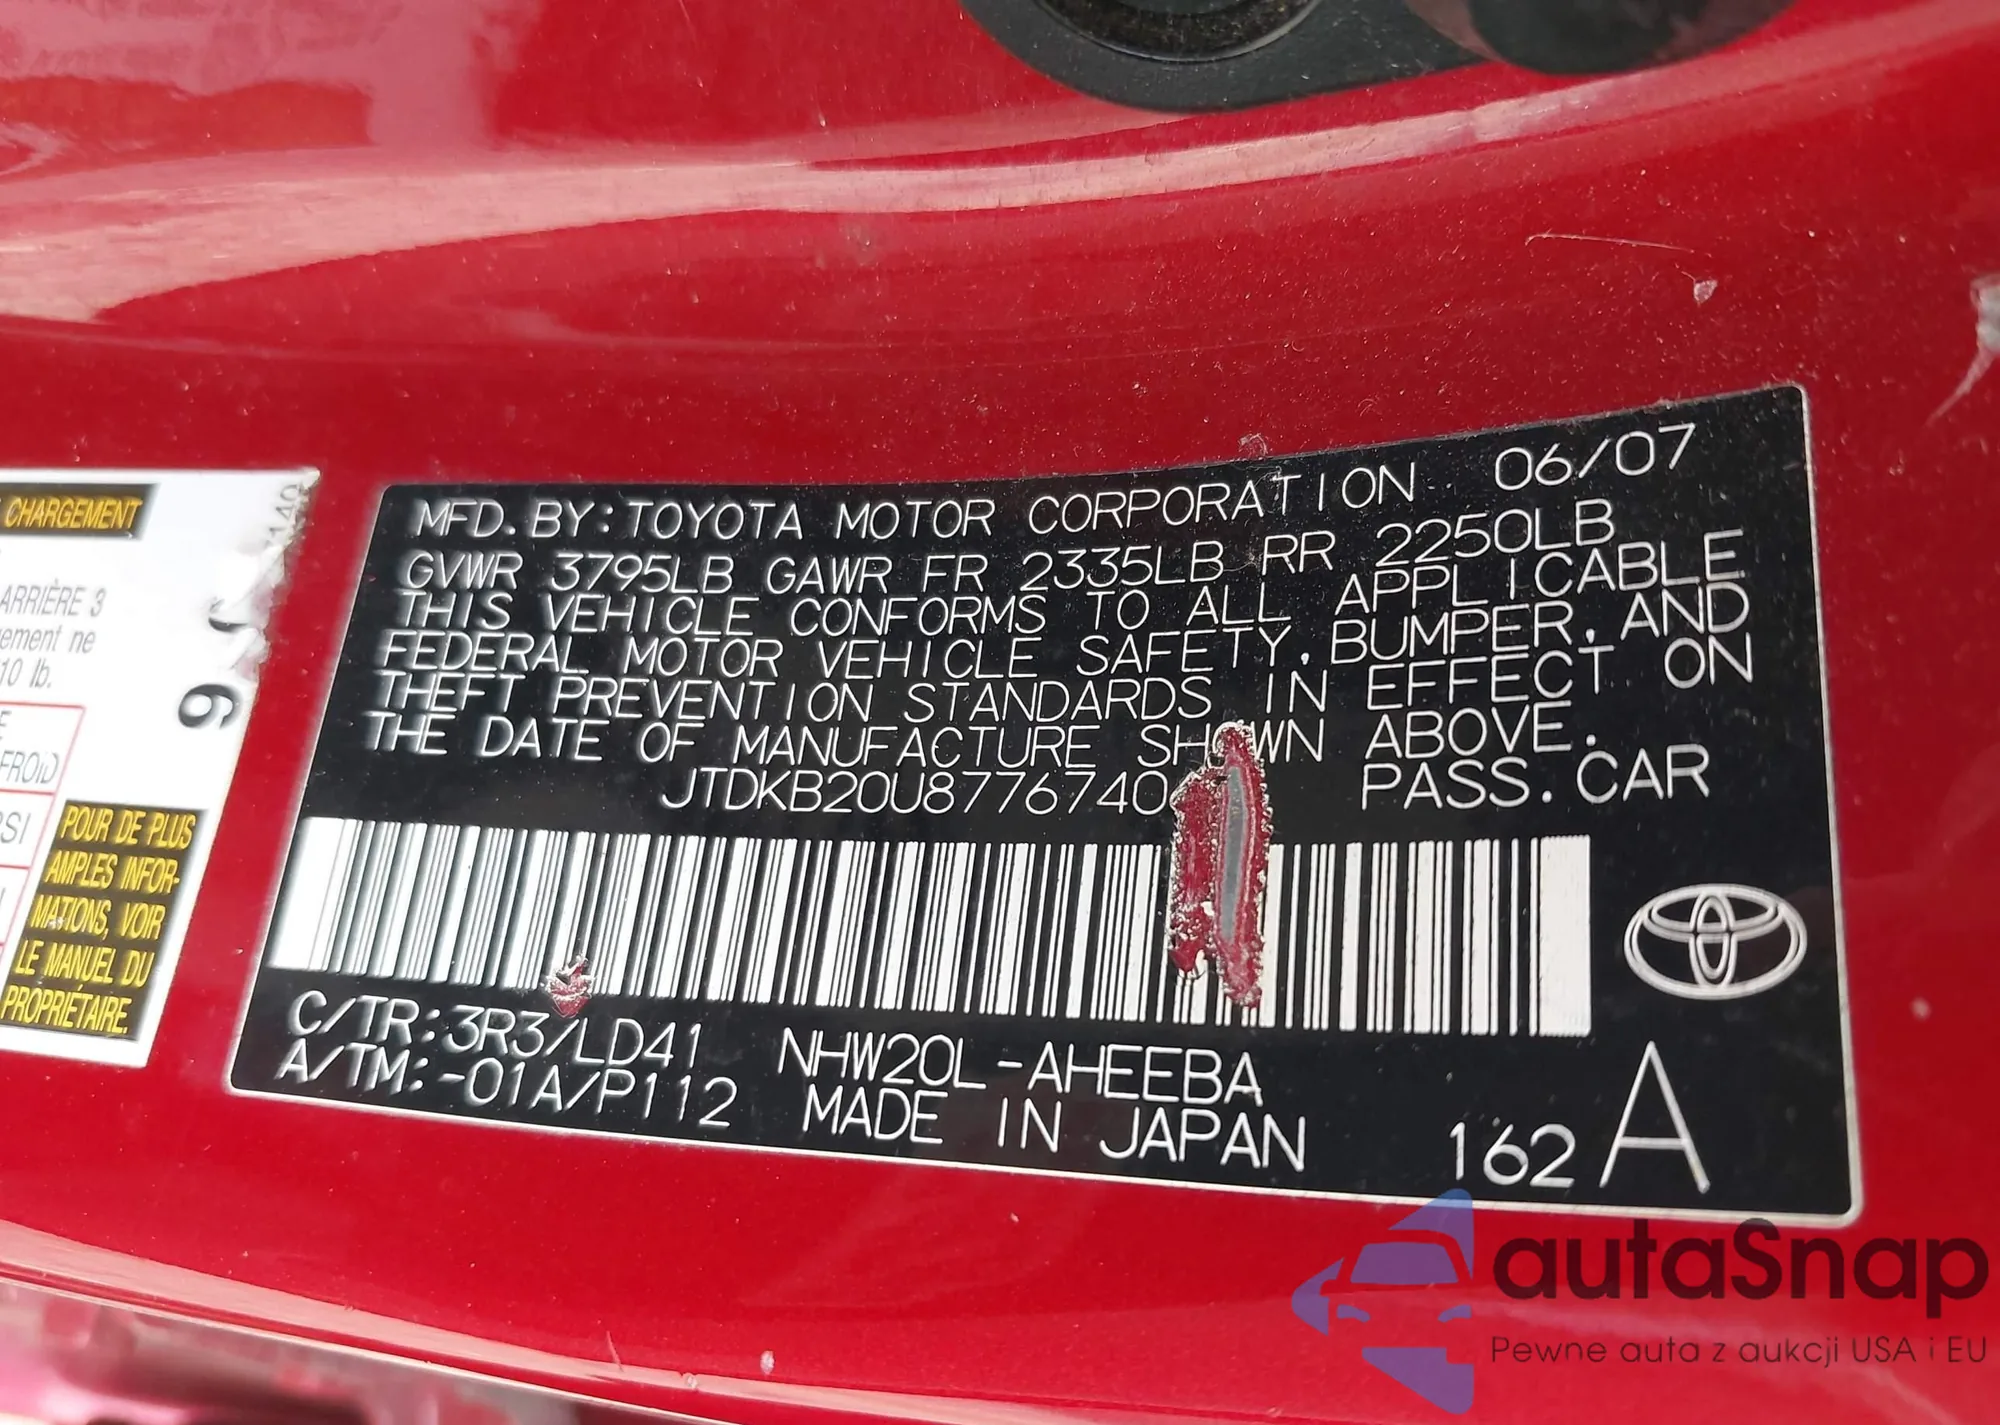 CHARGEMENT
ARRIÈRE 3
gement ne
10 lb.
E
FROID
PSI
POUR DE PLUS
AMPLES INFOR-
MATIONS, VOIR
LE MANUEL DU
PROPRIÉTAIRE.
MFD. BY: TOYOTA MOTOR CORPORATION 06/07
GVWR 3795LB GAWR FR 2335LB RR 2250LB
THIS VEHICLE CONFORMS TO ALL APPLICABLE
FEDERAL MOTOR VEHICLE SAFETY, BUMPER, AND
THEFT PREVENTION STANDARDS IN EFFECT ON
THE DATE OF MANUFACTURE SHOWN ABOVE.
JTDKB20U8776740 PASS. CAR
C/TR: 3R3/LD41 NHW20L-AHEEBA
A/TM: -01A/P112 MADE IN JAPAN 162 A
autaSnap
Pewne auta z aukcji USA i EU